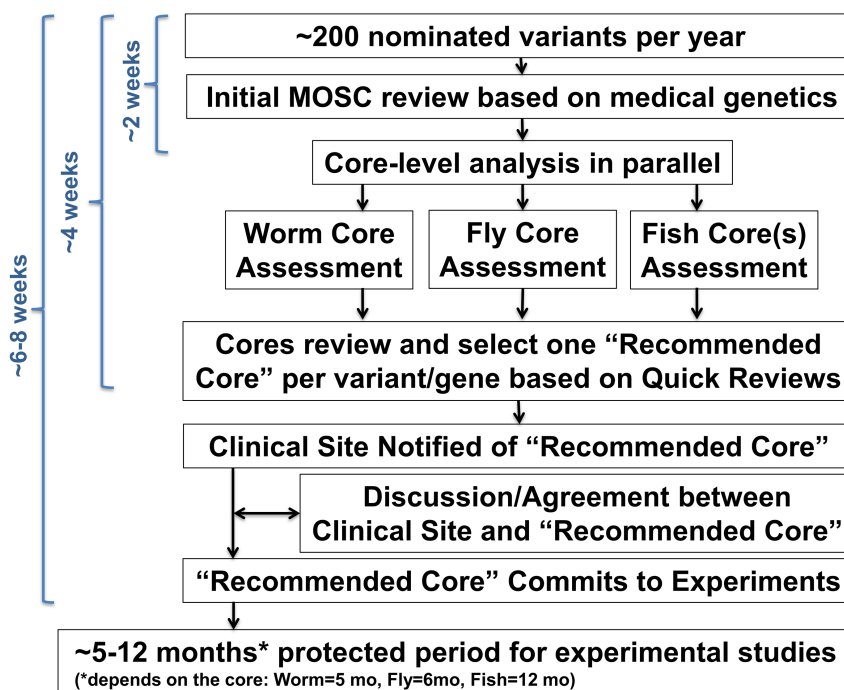 ~200 nominated variants per year
Initial MOSC review based on medical genetics
Core-level analysis in parallel
Worm Core
Assessment
Fly Core
Assessment
Fish Core(s)
Assessment
Cores review and select one “Recommended
Core” per variant/gene based on Quick Reviews
Clinical Site Notified of “Recommended Core”
Discussion/Agreement between
Clinical Site and “Recommended Core”
“Recommended Core” Commits to Experiments
~5-12 months* protected period for experimental studies
(*depends on the core: Worm=5 mo, Fly=6mo, Fish=12 mo)
~2 weeks
~4 weeks
~6-8 weeks